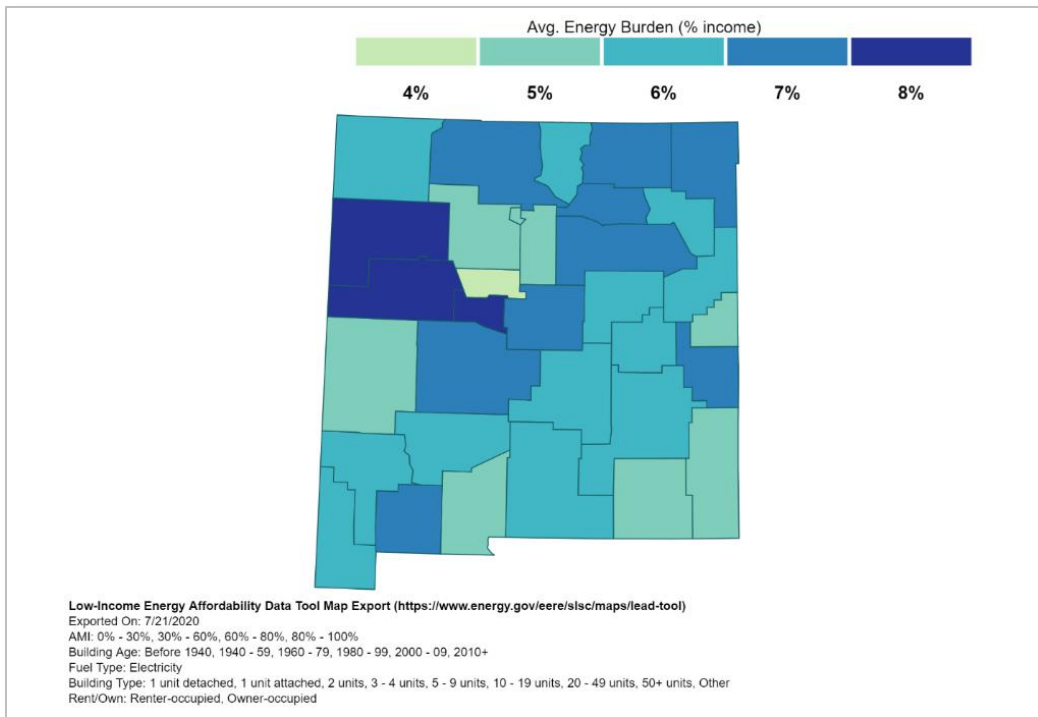 Avg. Energy Burden (% income)
4% 5% 6% 7% 8%
Low-Income Energy Affordability Data Tool Map Export (https://www.energy.gov/eere/slsc/maps/lead-tool)
Exported On: 7/21/2020
AMI: 0% - 30%, 30% - 60%, 60% - 80%, 80% - 100%
Building Age: Before 1940, 1940 - 59, 1960 - 79, 1980 - 99, 2000 - 09, 2010+
Fuel Type: Electricity
Building Type: 1 unit detached, 1 unit attached, 2 units, 3 - 4 units, 5 - 9 units, 10 - 19 units, 20 - 49 units, 50+ units, Other
Rent/Own: Renter-occupied, Owner-occupied